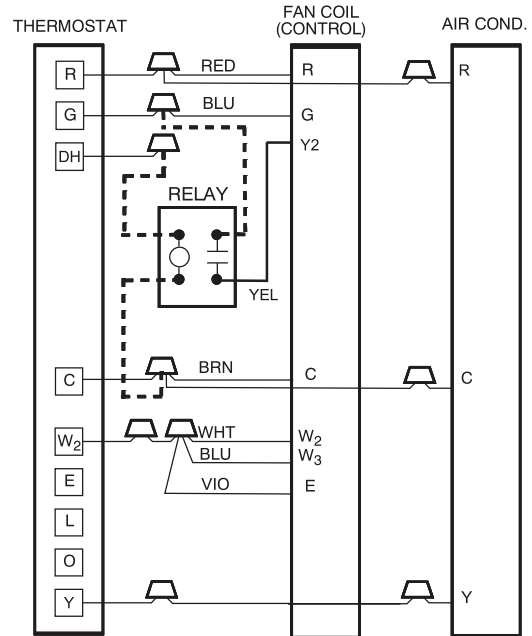 FAN COIL
(CONTROL)
THERMOSTAT
AIR COND.
R
RED
R
R
G
BLU
G
DH
Y2
RELAY
YEL
C
BRN
C
C
W2
WHT
W2
BLU
W3
E
VIO
E
L
O
Y
Y